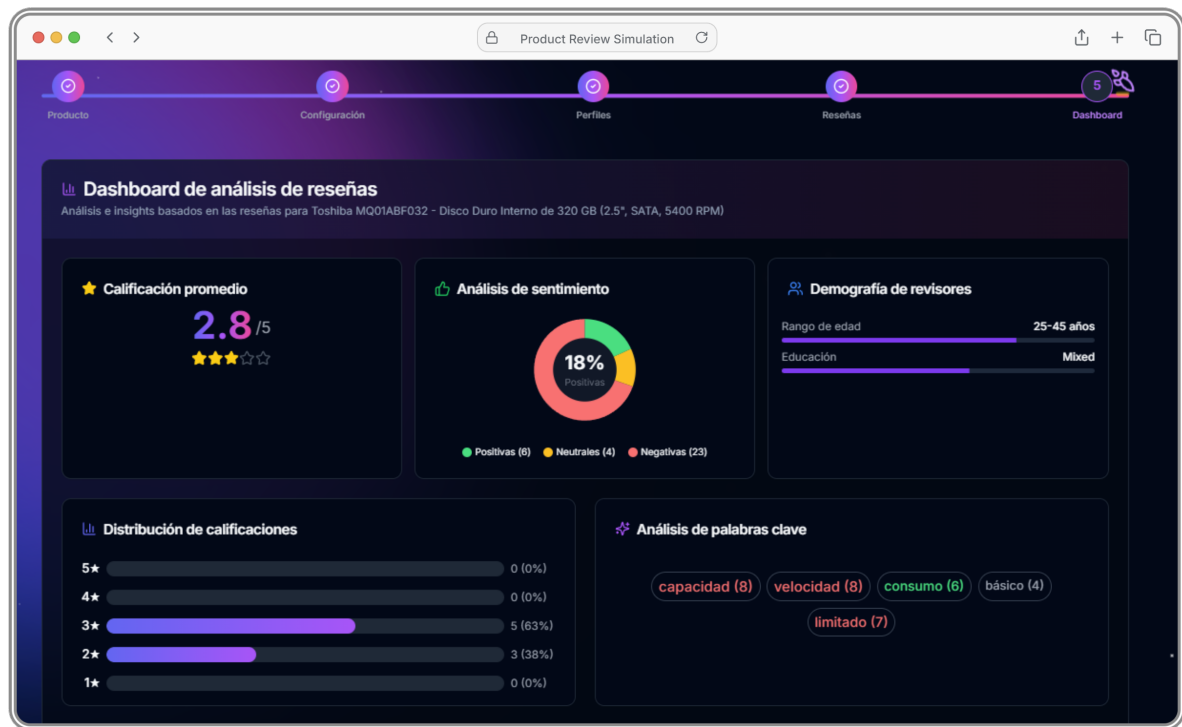 Product Review Simulation
5
Producto
Configuración
Perfiles
Reseñas
Dashboard
Dashboard de análisis de reseñas
Análisis e insights basados en las reseñas para Toshiba MQ01ABF032 - Disco Duro Interno de 320 GB (2.5", SATA, 5400 RPM)
Calificación promedio
2.8/5
Análisis de sentimiento
18%
Positivas
Positivas (6) Neutrales (4) Negativas (23)
Demografía de revisores
Rango de edad 25-45 años
Educación Mixed
Distribución de calificaciones
5★ 0 (0%)
4★ 0 (0%)
3★ 5 (63%)
2★ 3 (38%)
1★ 0 (0%)
Análisis de palabras clave
capacidad (8) velocidad (8) consumo (6) básico (4)
limitado (7)